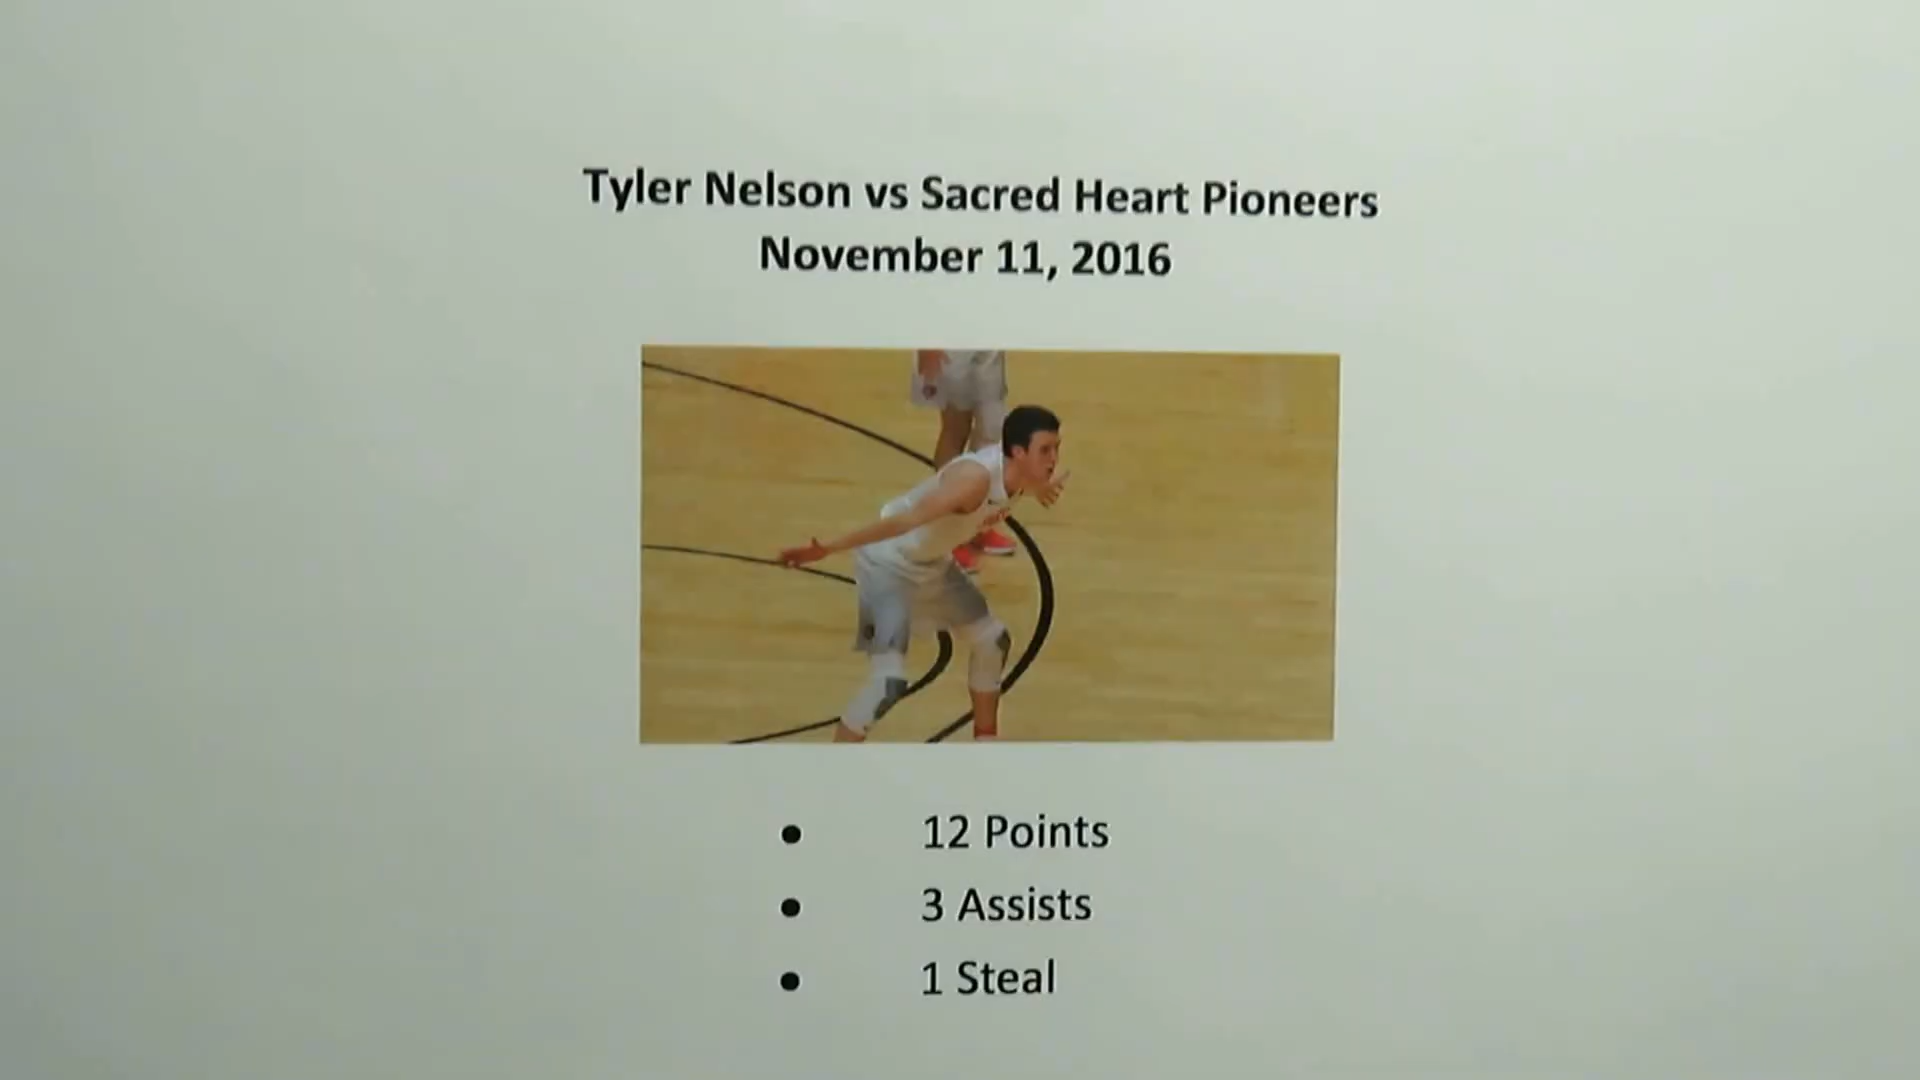 Tyler Nelson vs Sacred Heart Pioneers
November 11, 2016
• 12 Points
• 3 Assists
• 1 Steal